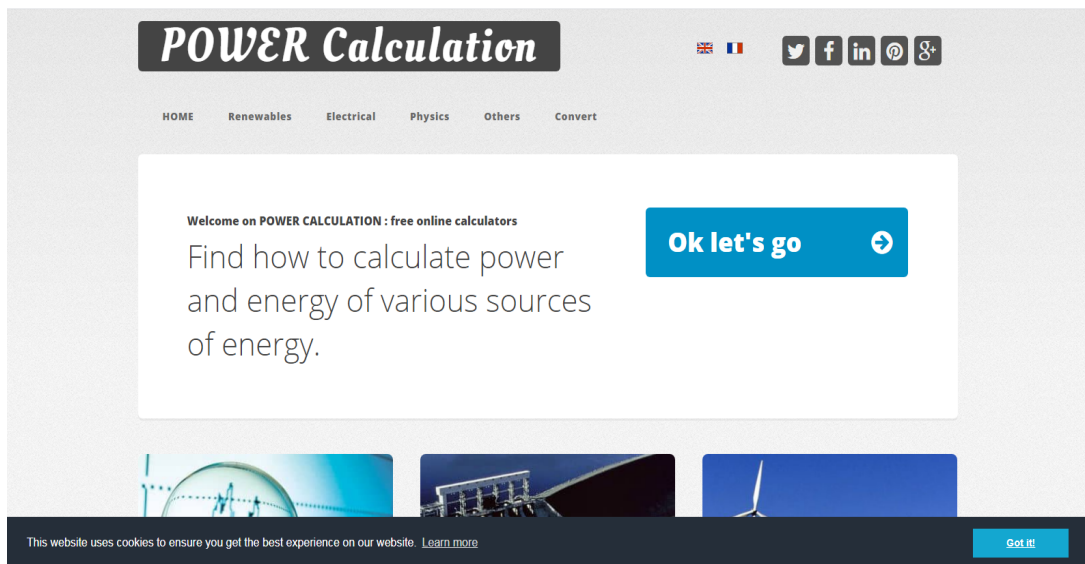 POWER Calculation
HOME Renewables Electrical Physics Others Convert
Welcome on POWER CALCULATION : free online calculators
Find how to calculate power
and energy of various sources
of energy.
Ok let's go
This website uses cookies to ensure you get the best experience on our website. Learn more
Got it!